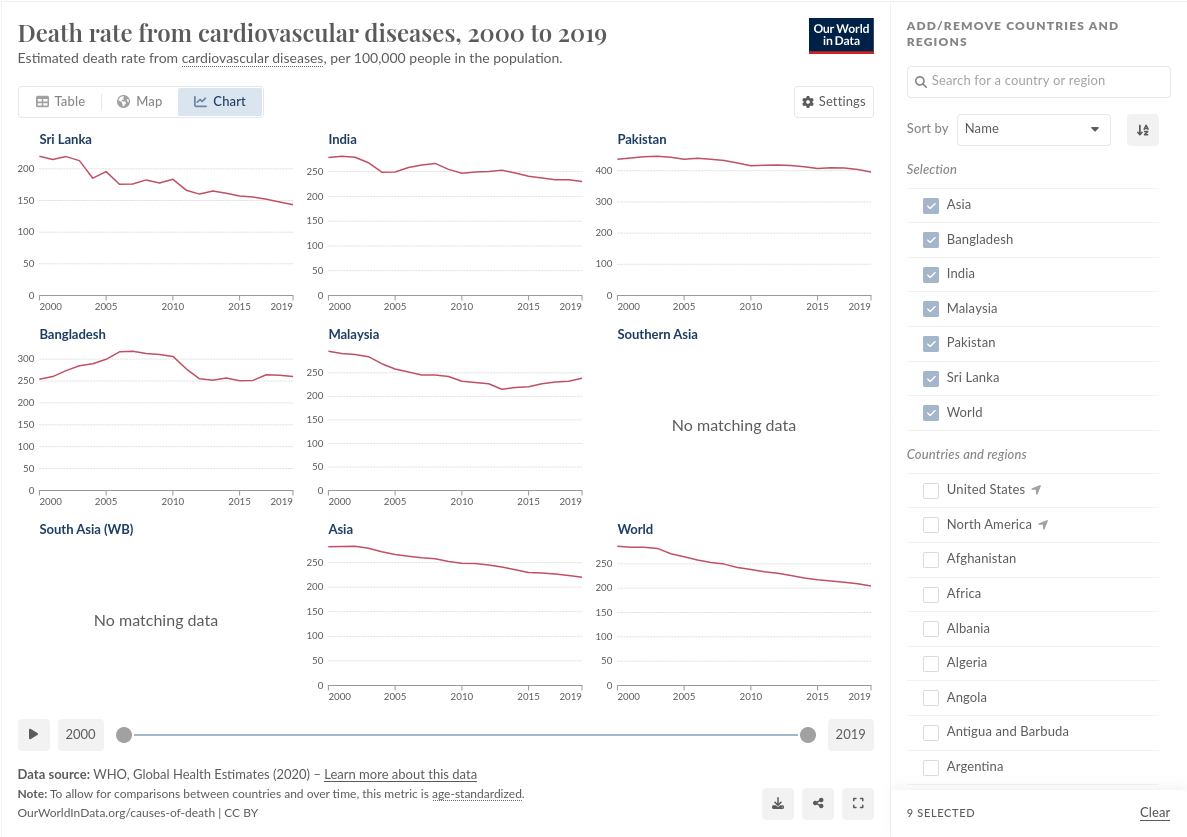 Death rate from cardiovascular diseases, 2000 to 2019
Estimated death rate from cardiovascular diseases, per 100,000 people in the population.
Our World
in Data
Table Map Chart
Settings
Sri Lanka
200
150
100
50
0
2000 2005 2010 2015 2019
India
250
200
150
100
50
0
2000 2005 2010 2015 2019
Pakistan
400
300
200
100
0
2000 2005 2010 2015 2019
Bangladesh
300
250
200
150
100
50
0
2000 2005 2010 2015 2019
Malaysia
250
200
150
100
50
0
2000 2005 2010 2015 2019
Southern Asia
No matching data
South Asia (WB)
No matching data
Asia
250
200
150
100
50
0
2000 2005 2010 2015 2019
World
250
200
150
100
50
0
2000 2005 2010 2015 2019
2000
2019
Data source: WHO, Global Health Estimates (2020) – Learn more about this data
Note: To allow for comparisons between countries and over time, this metric is age-standardized.
OurWorldInData.org/causes-of-death | CC BY
ADD/REMOVE COUNTRIES AND
REGIONS
Search for a country or region
Sort by Name
Selection
Asia
Bangladesh
India
Malaysia
Pakistan
Sri Lanka
World
Countries and regions
United States
North America
Afghanistan
Africa
Albania
Algeria
Angola
Antigua and Barbuda
Argentina
9 SELECTED
Clear